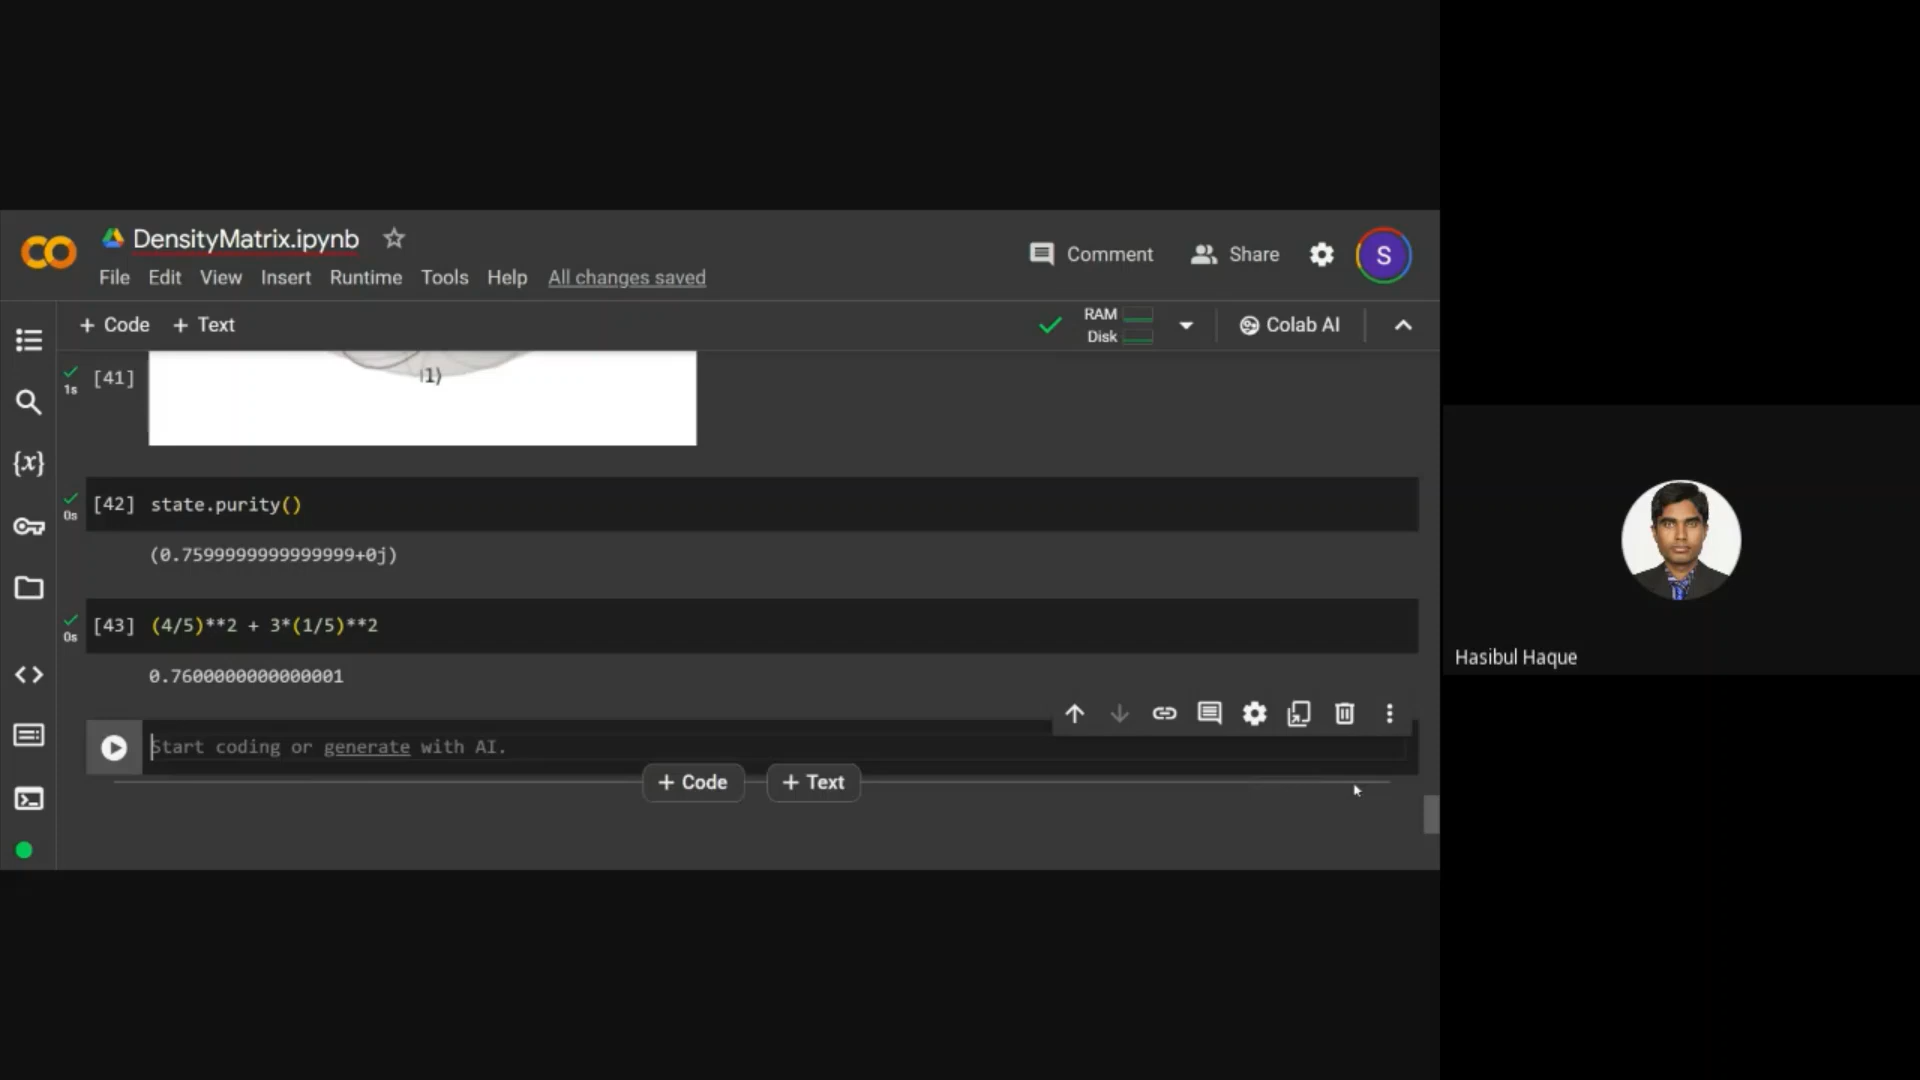 DensityMatrix.ipynb
File Edit View Insert Runtime Tools Help All changes saved
Comment Share S
+ Code + Text
RAM
Disk
Colab AI
1s [41]
|1⟩
{x}
0s [42] state.purity()
(0.7599999999999999+0j)
0s [43] (4/5)**2 + 3*(1/5)**2
0.7600000000000001
Start coding or generate with AI.
+ Code + Text
Hasibul Haque